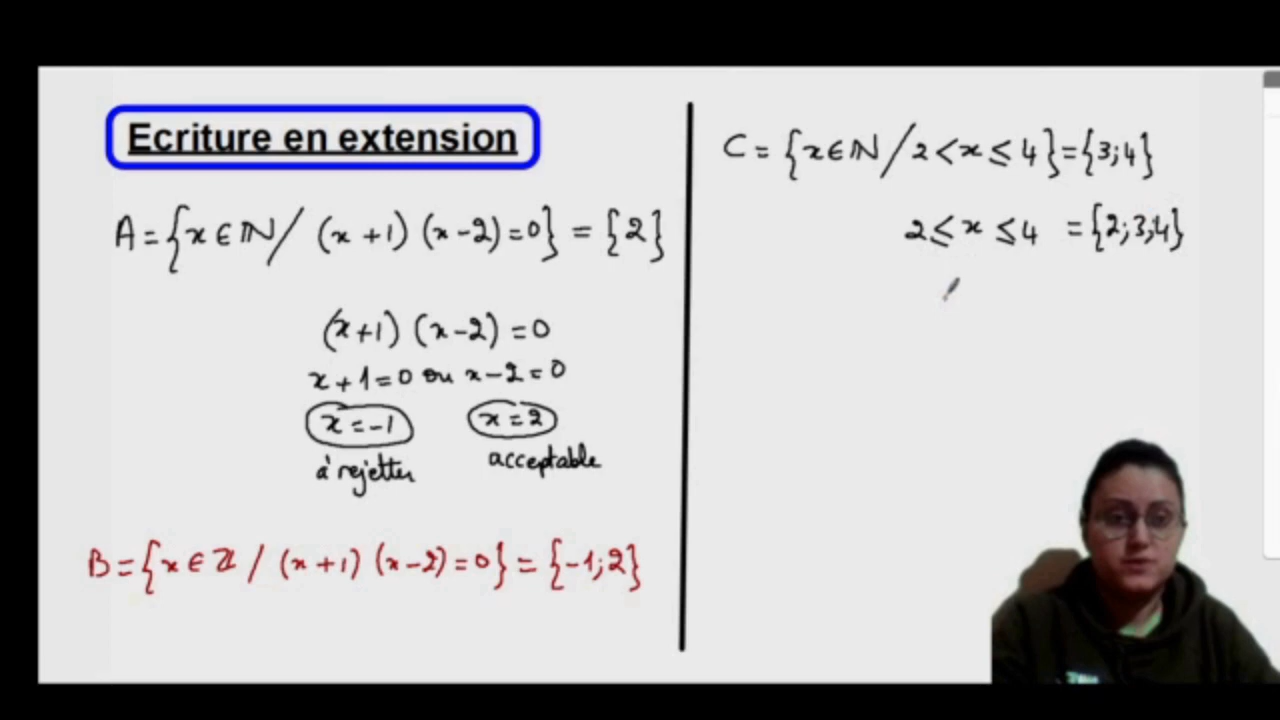 Ecriture en extension
A = {x ∈ ℕ / (x+1) (x-2) = 0} = {2}
(x+1) (x-2) = 0
x + 1 = 0 ou x - 2 = 0
x = -1 x = 2
à rejetter acceptable
B = {x ∈ ℤ / (x+1) (x-2) = 0} = {-1; 2}
C = {x ∈ ℕ / 2 < x ≤ 4} = {3; 4}
2 ≤ x ≤ 4 = {2; 3; 4}